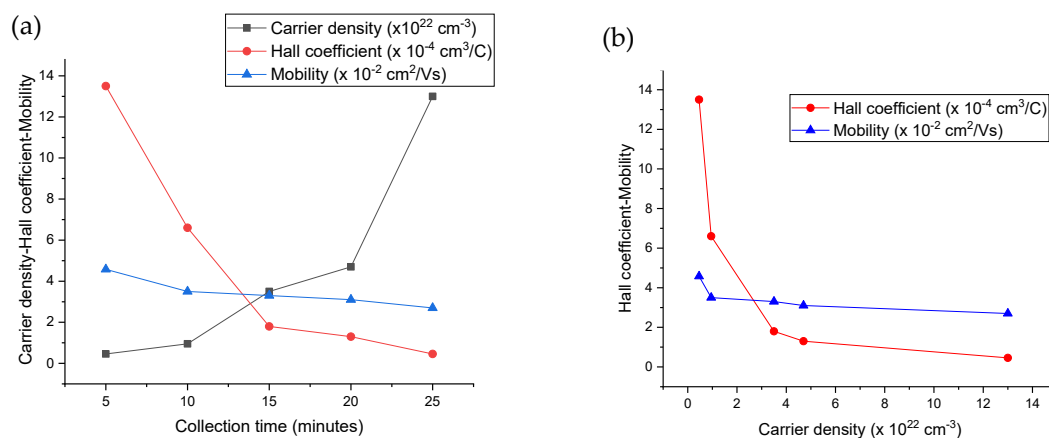 (a)
Carrier density (x10²² cm⁻³)
Hall coefficient (x 10⁻⁴ cm³/C)
Mobility (x 10⁻² cm²/Vs)
Carrier density-Hall coefficient-Mobility
14
12
10
8
6
4
2
0
5 10 15 20 25
Collection time (minutes)
(b)
Hall coefficient (x 10⁻⁴ cm³/C)
Mobility (x 10⁻² cm²/Vs)
Hall coefficient-Mobility
14
12
10
8
6
4
2
0
0 2 4 6 8 10 12 14
Carrier density (x 10²² cm⁻³)